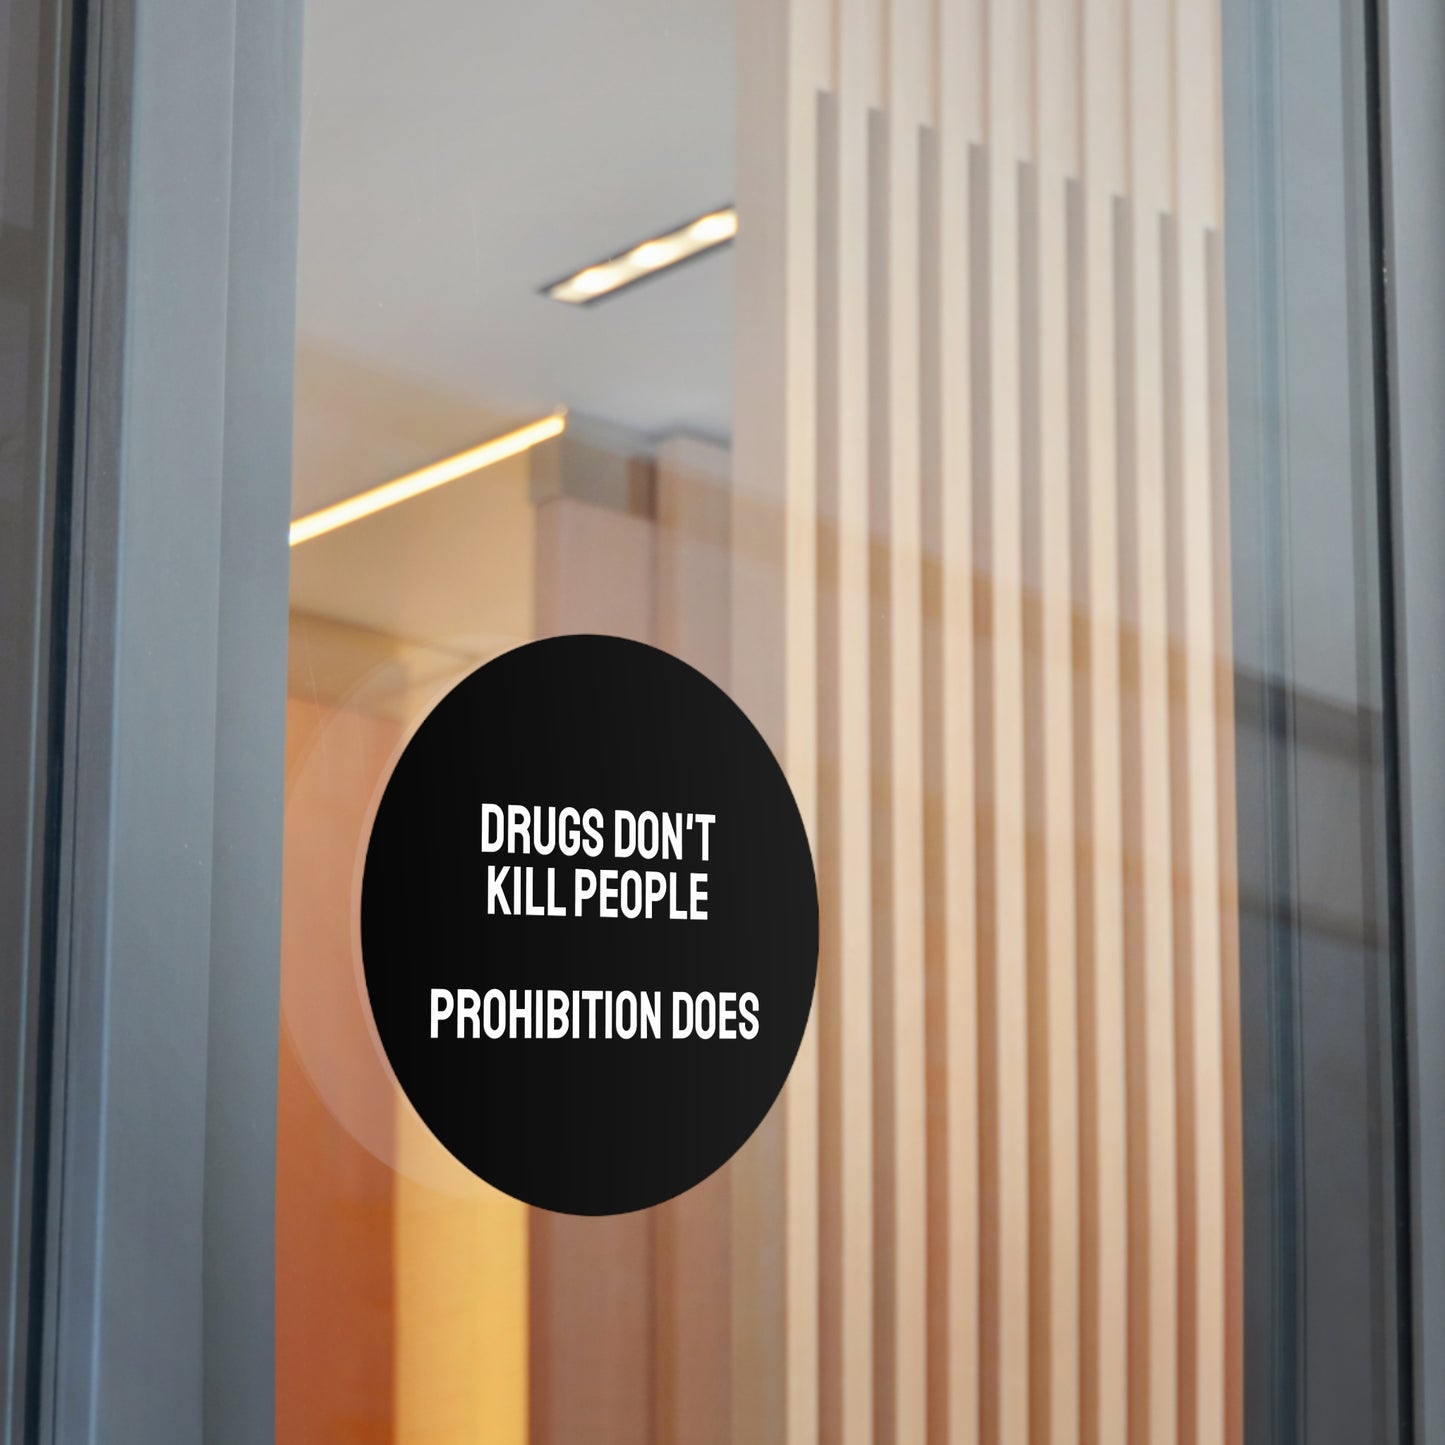 DRUGS DON'T
KILL PEOPLE
PROHIBITION DOES